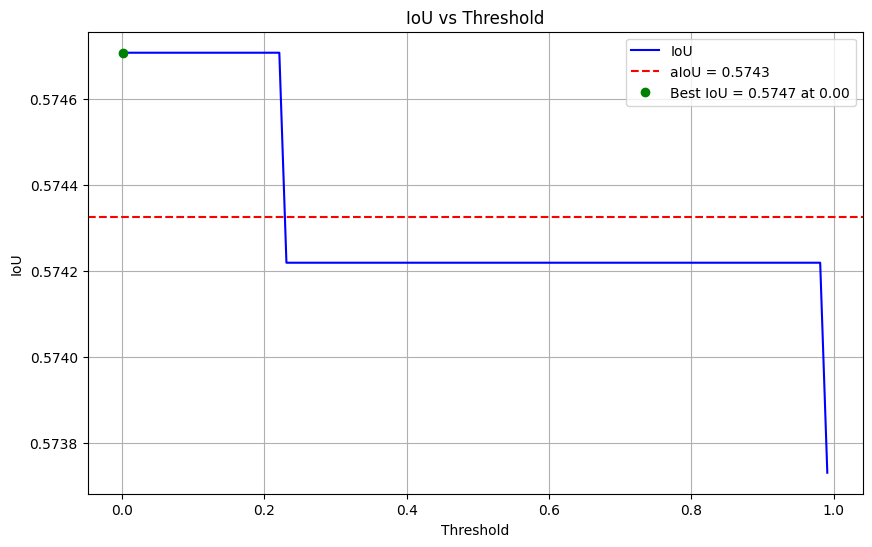 IoU vs Threshold
IoU
aIoU = 0.5743
Best IoU = 0.5747 at 0.00
0.5746
0.5744
0.5742
0.5740
0.5738
IoU
0.0
0.2
0.4
0.6
0.8
1.0
Threshold